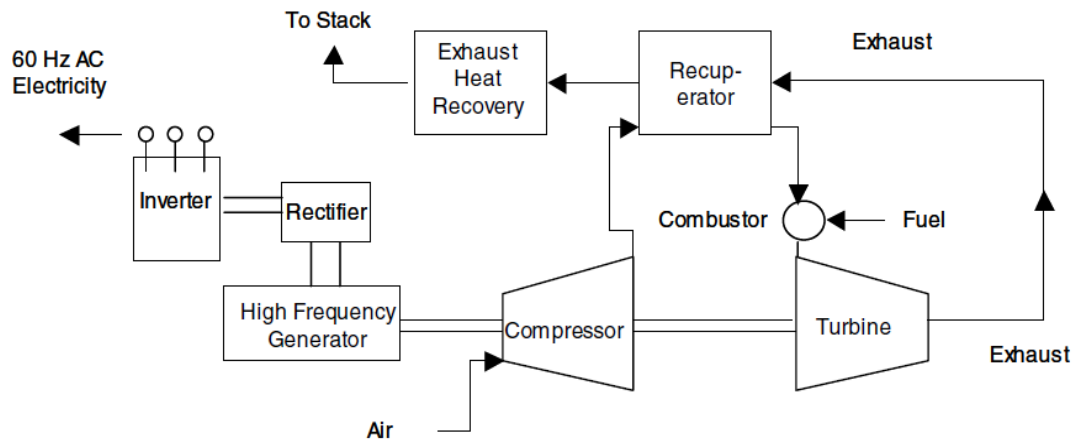 To Stack
Exhaust
Heat
Recovery
Recup-
erator
Exhaust
60 Hz AC
Electricity
Inverter
Rectifier
Combustor
Fuel
High Frequency
Generator
Compressor
Turbine
Exhaust
Air